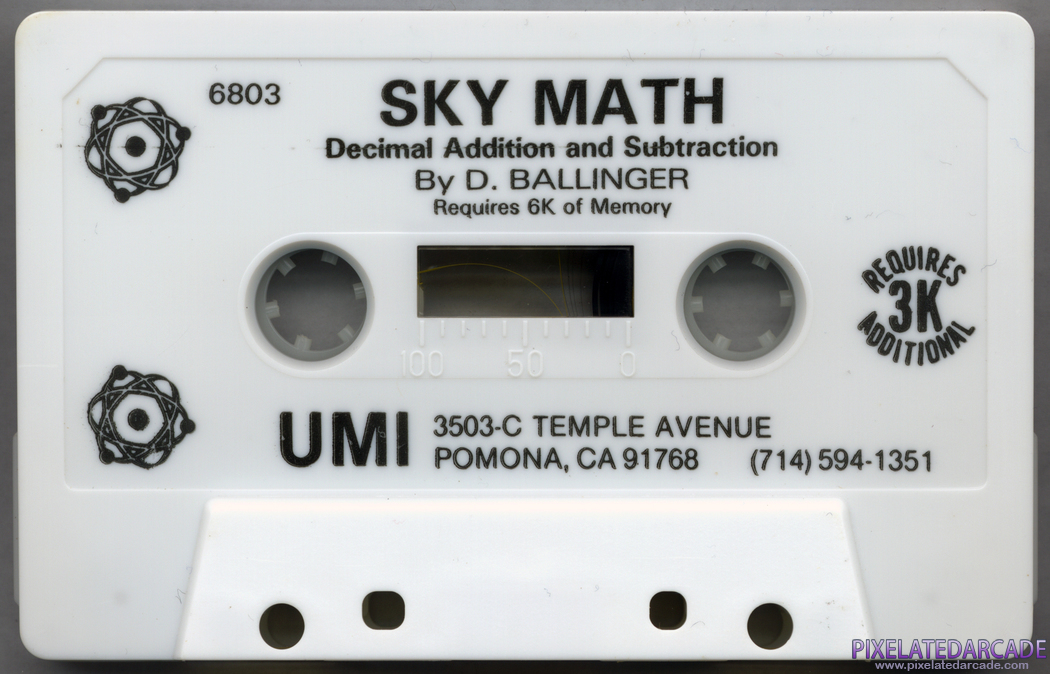 6803
SKY MATH
Decimal Addition and Subtraction
By D. BALLINGER
Requires 6K of Memory
REQUIRES
3K
ADDITIONAL
100 50 0
UMI
3503-C TEMPLE AVENUE
POMONA, CA 91768 (714) 594-1351
PIXELATEDARCADE
www.pixelatedarcade.com